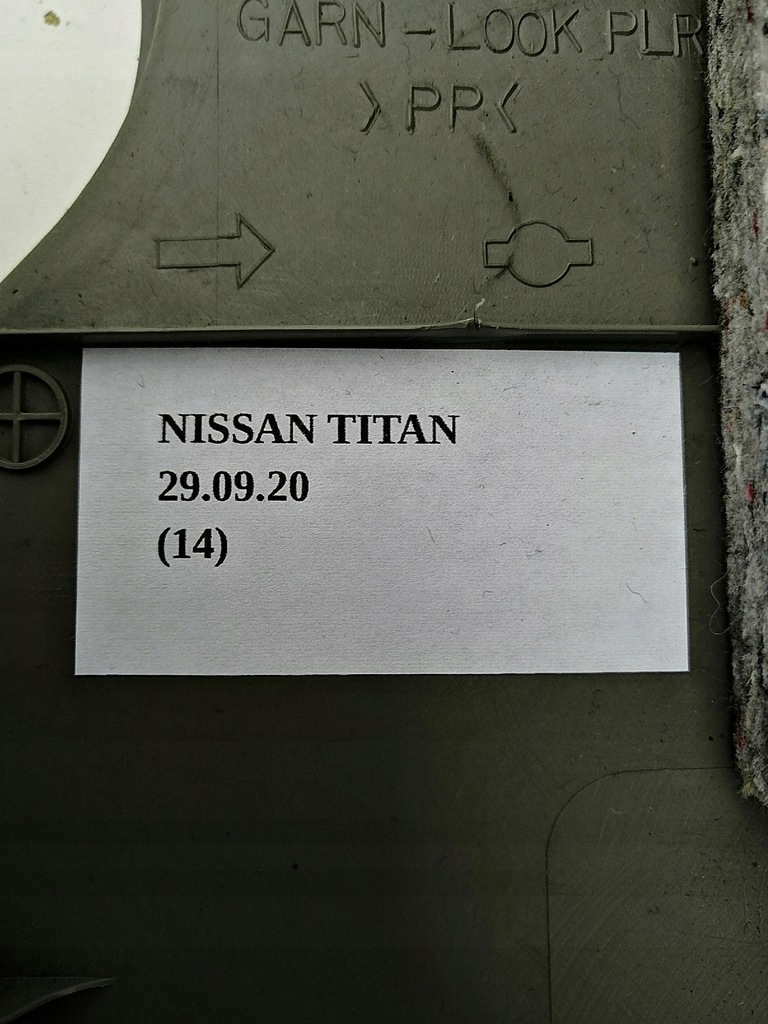 GARN-LOOK PLR
>PP<
NISSAN TITAN
29.09.20
(14)